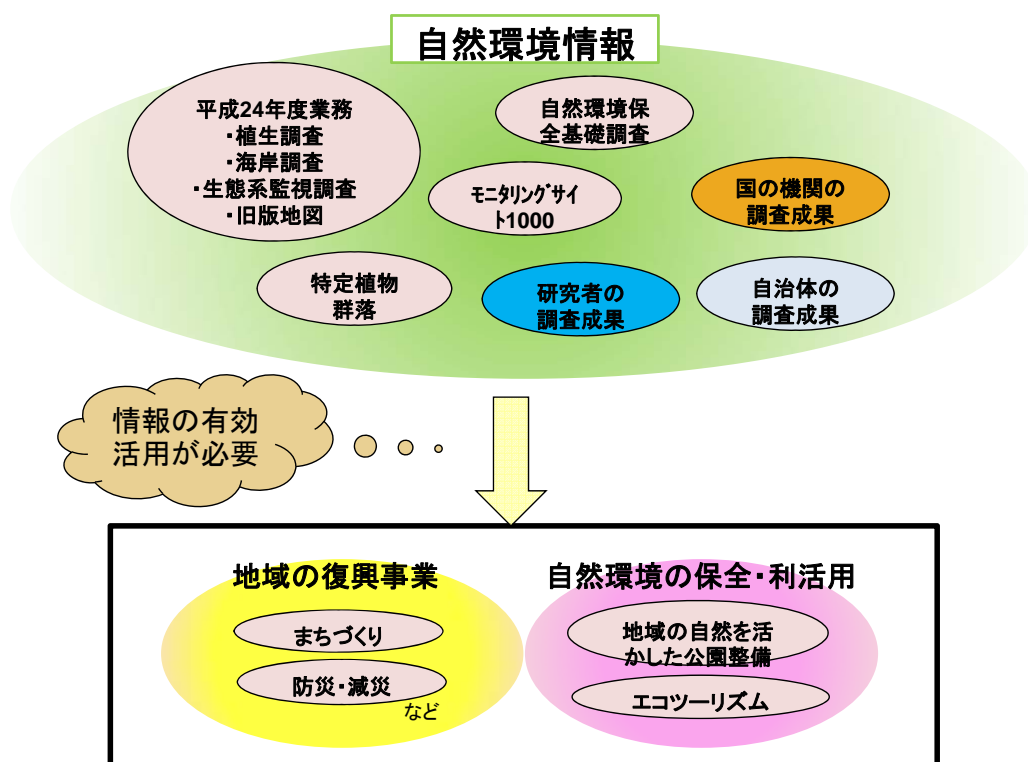 自然環境情報
平成24年度業務
・植生調査
・海岸調査
・生態系監視調査
・旧版地図
自然環境保
全基礎調査
ﾓﾆﾀﾘﾝｸﾞｻｲ
ﾄ1000
国の機関の
調査成果
特定植物
群落
研究者の
調査成果
自治体の
調査成果
情報の有効
活用が必要
地域の復興事業
まちづくり
防災・減災
など
自然環境の保全・利活用
地域の自然を活
かした公園整備
エコツーリズム